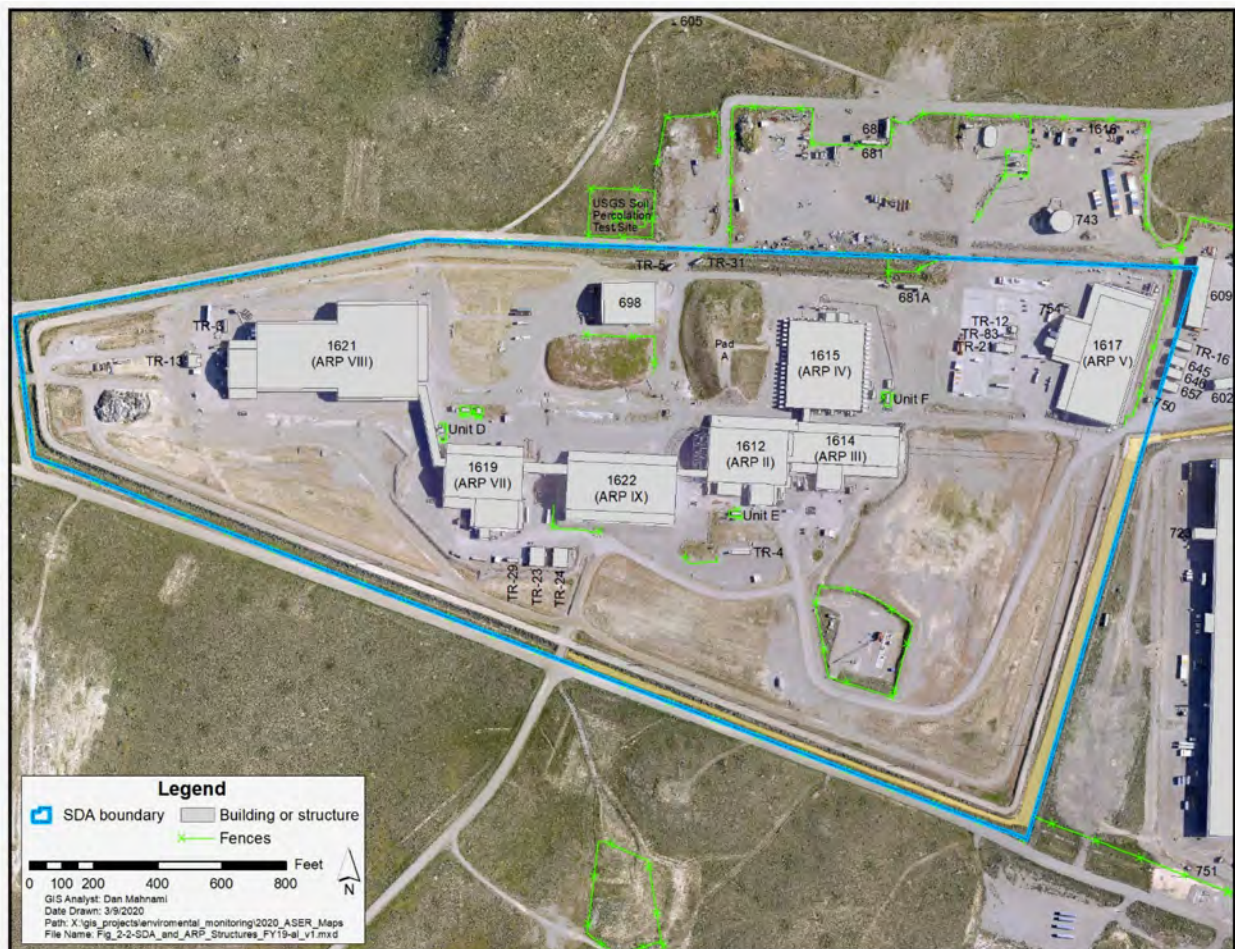 605
681
1618
USGS Soil
Percolation
Test Site
743
TR-5
TR-31
681A
609
698
754
TR-12
TR-83
TR-21
TR-3
TR-13
1621
(ARP VIII)
Pad
A
1615
(ARP IV)
1617
(ARP V)
TR-16
645
646
657
602
750
Unit F
Unit D
1612
(ARP II)
1614
(ARP III)
1619
(ARP VII)
1622
(ARP IX)
Unit E
TR-4
723
TR-29
TR-23
TR-24
751
Legend
SDA boundary
Building or structure
Fences
Feet
0 100 200 400 600 800
N
GIS Analyst: Dan Mahnami
Date Drawn: 3/9/2020
Path: X:\gis_projects\enviromental_monitoring\2020_ASER_Maps
File Name: Fig_2-2-SDA_and_ARP_Structures_FY19-al_v1.mxd